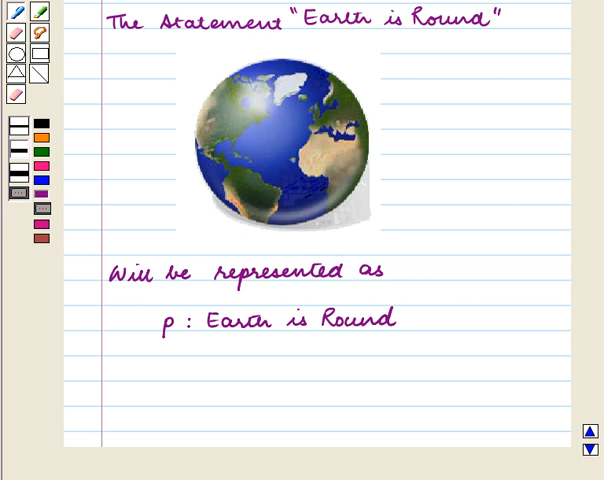 The Statement "Earth is Round"
Will be represented as
p : Earth is Round